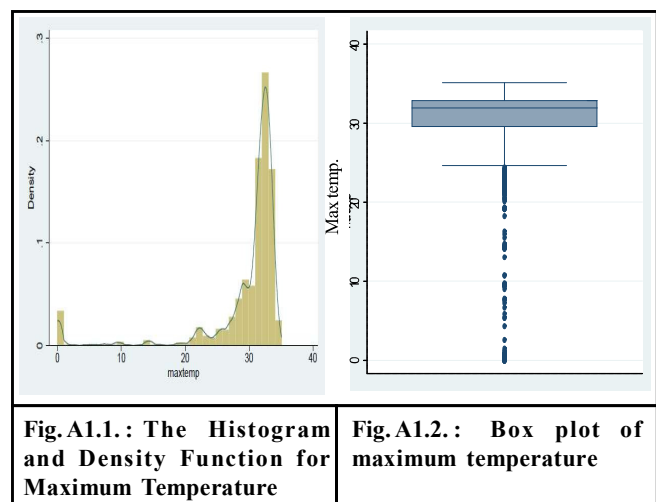 .3
.2
.1
0
Density
0 10 20 30 40
maxtemp
40
30
20
10
0
Max temp.
Fig. A1.1. : The Histogram
and Density Function for
Maximum Temperature
Fig. A1.2. : Box plot of
maximum temperature